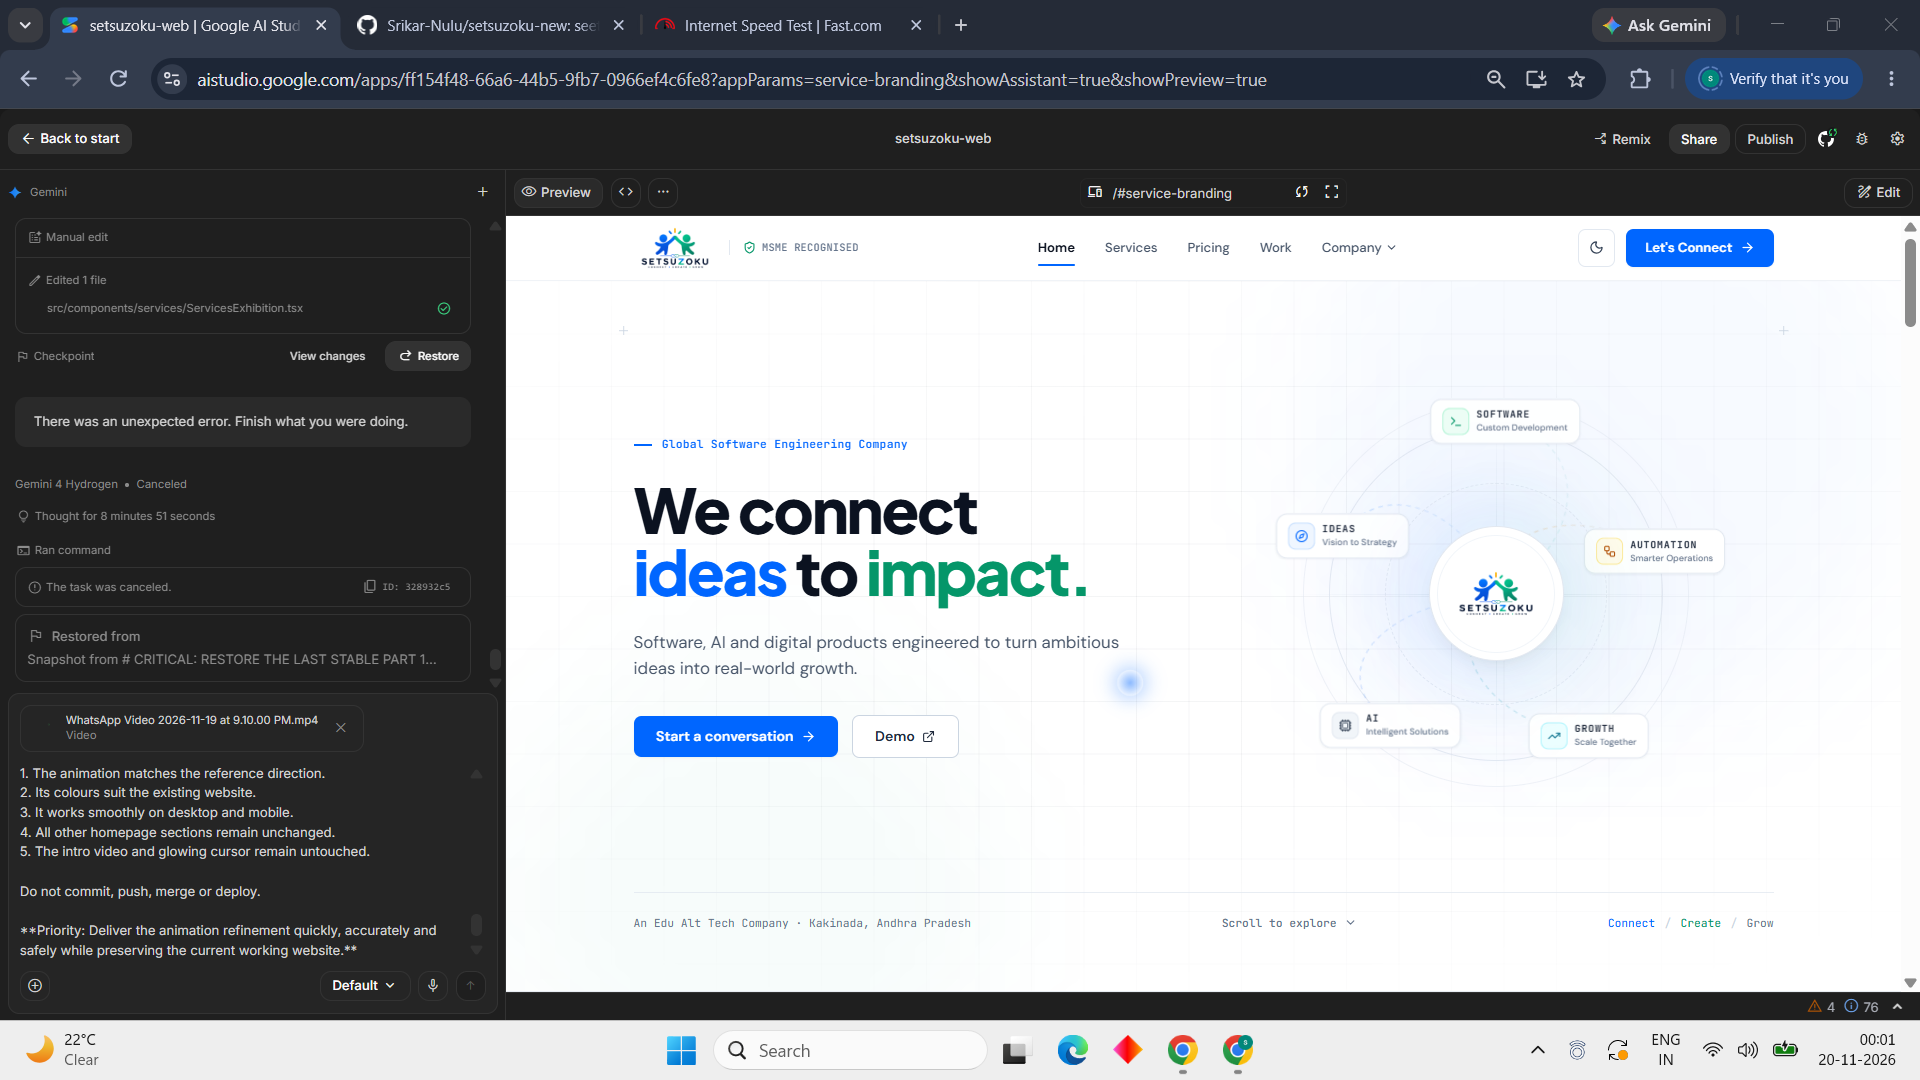 setsuzoku-web | Google AI Stud
Srikar-Nulu/setsuzoku-new: see
Internet Speed Test | Fast.com
Ask Gemini
aistudio.google.com/apps/ff154f48-66a6-44b5-9fb7-0966ef4c6fe8?appParams=service-branding&showAssistant=true&showPreview=true
Verify that it's you
Back to start
setsuzoku-web
Remix
Share
Publish
Gemini
Manual edit
Edited 1 file
src/components/services/ServicesExhibition.tsx
Checkpoint
View changes
Restore
There was an unexpected error. Finish what you were doing.
Gemini 4 Hydrogen • Canceled
Thought for 8 minutes 51 seconds
Ran command
The task was canceled.
ID: 328932c5
Restored from
Snapshot from # CRITICAL: RESTORE THE LAST STABLE PART 1...
WhatsApp Video 2026-11-19 at 9.10.00 PM.mp4
Video
1. The animation matches the reference direction.
2. Its colours suit the existing website.
3. It works smoothly on desktop and mobile.
4. All other homepage sections remain unchanged.
5. The intro video and glowing cursor remain untouched.
Do not commit, push, merge or deploy.
**Priority: Deliver the animation refinement quickly, accurately and
safely while preserving the current working website.**
Default
Preview
/#service-branding
Edit
SETSUZOKU
MSME RECOGNISED
Home
Services
Pricing
Work
Company
Let's Connect
Global Software Engineering Company
We connect
ideas to impact.
Software, AI and digital products engineered to turn ambitious
ideas into real-world growth.
Start a conversation
Demo
SOFTWARE
Custom Development
IDEAS
Vision to Strategy
AUTOMATION
Smarter Operations
SETSUZOKU
AI
Intelligent Solutions
GROWTH
Scale Together
An Edu Alt Tech Company · Kakinada, Andhra Pradesh
Scroll to explore
Connect / Create / Grow
4
76
22°C
Clear
Search
ENG
IN
00:01
20-11-2026